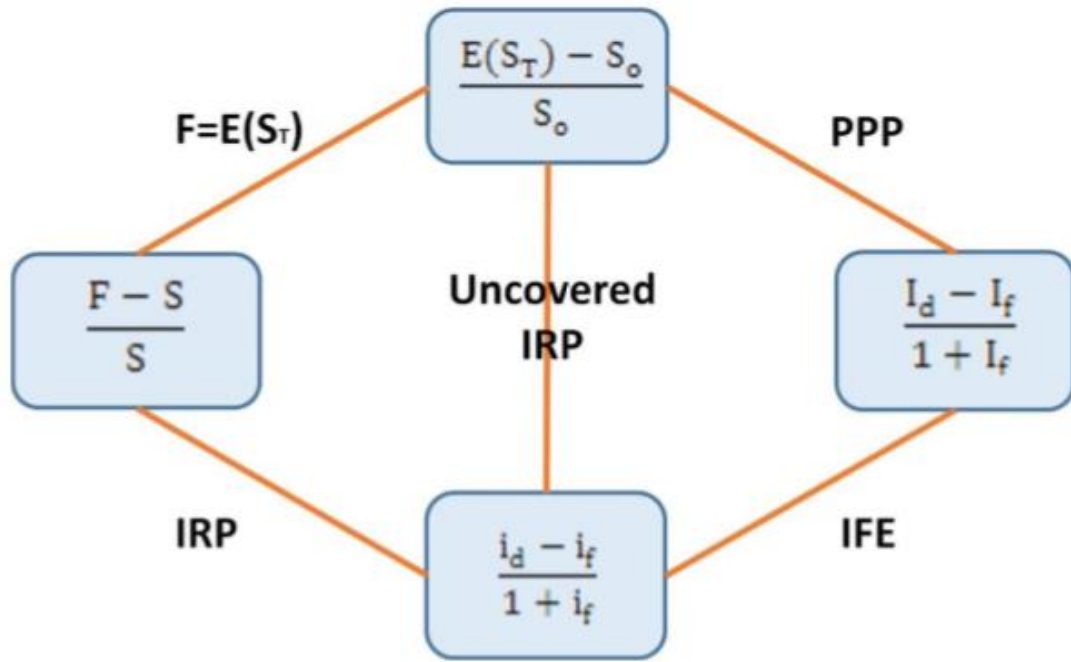 E(S_T) − S_o
S_o
F=E(S_T)
PPP
F − S
S
Uncovered
IRP
I_d − I_f
1 + I_f
IRP
IFE
i_d − i_f
1 + i_f